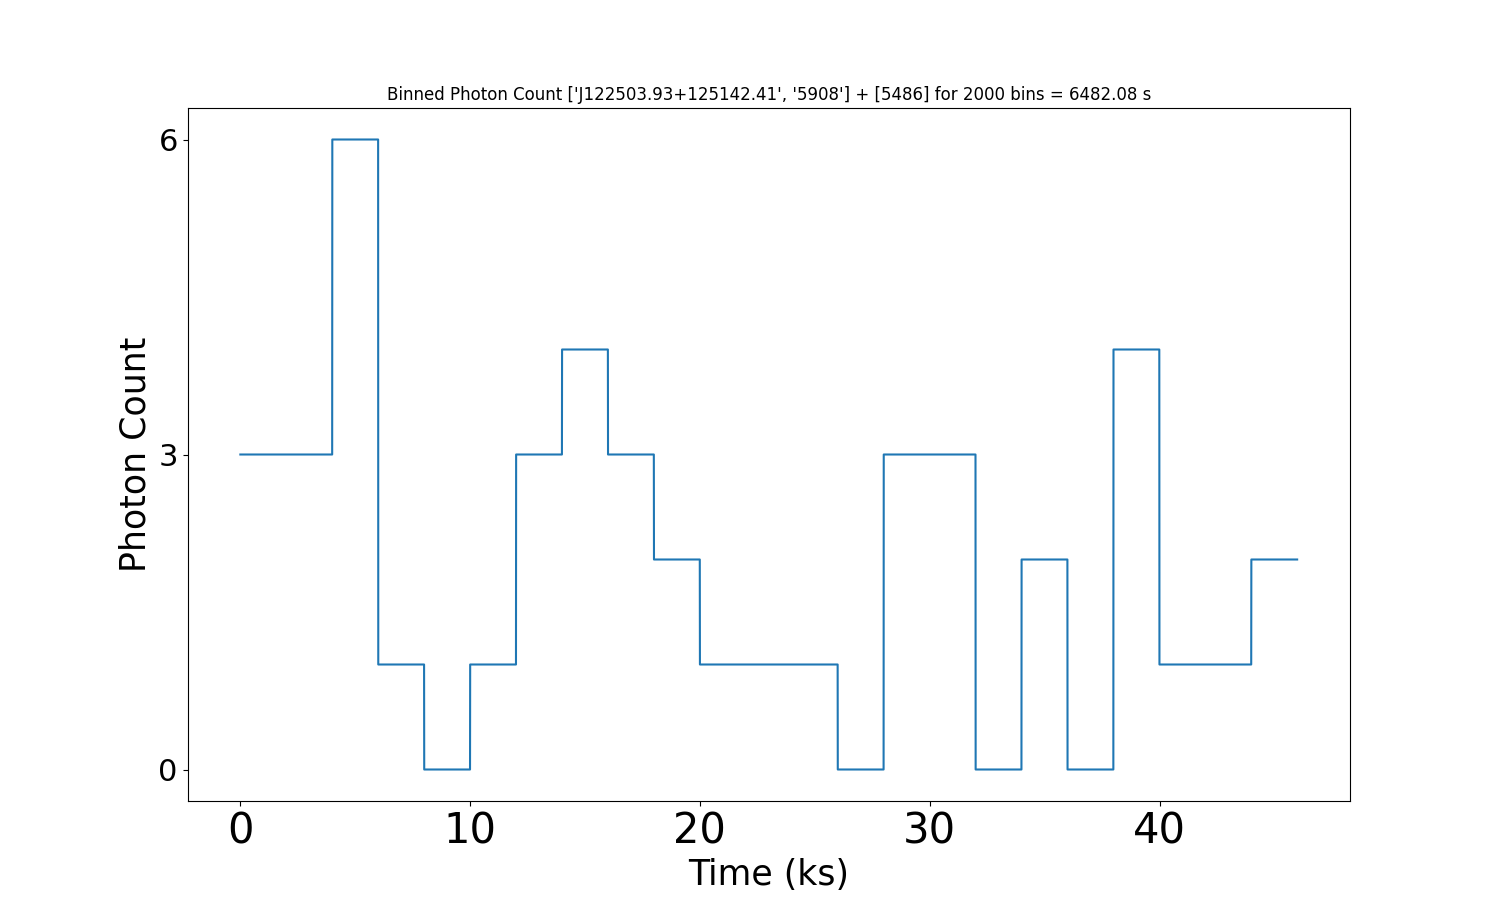 Binned Photon Count ['J122503.93+125142.41', '5908'] + [5486] for 2000 bins = 6482.08 s
6
3
0
Photon Count
0 10 20 30 40
Time (ks)